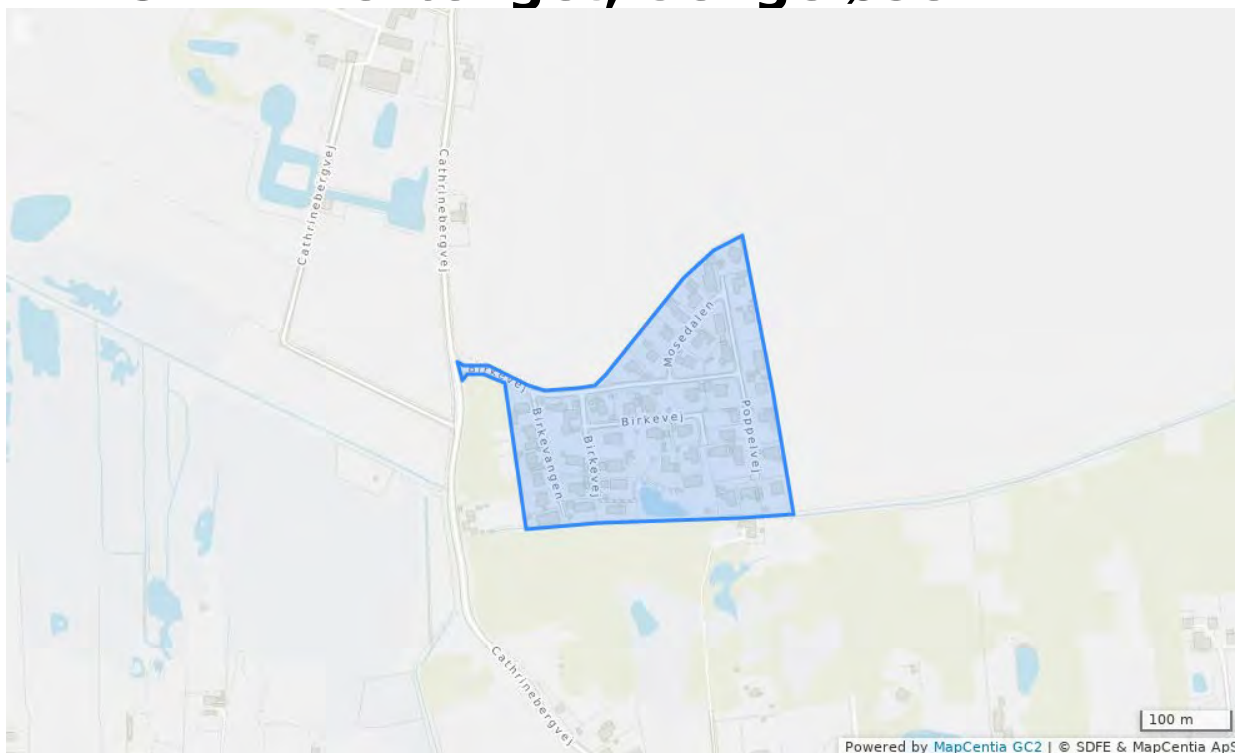 Cathrinebergvej
Cathrinebergvej
Birkevej
Mosedalen
Birkevej
Birkevangen
Birkevej
Poppelvej
Cathrinebergvej
100 m
Powered by MapCentia GC2 | © SDFE & MapCentia ApS